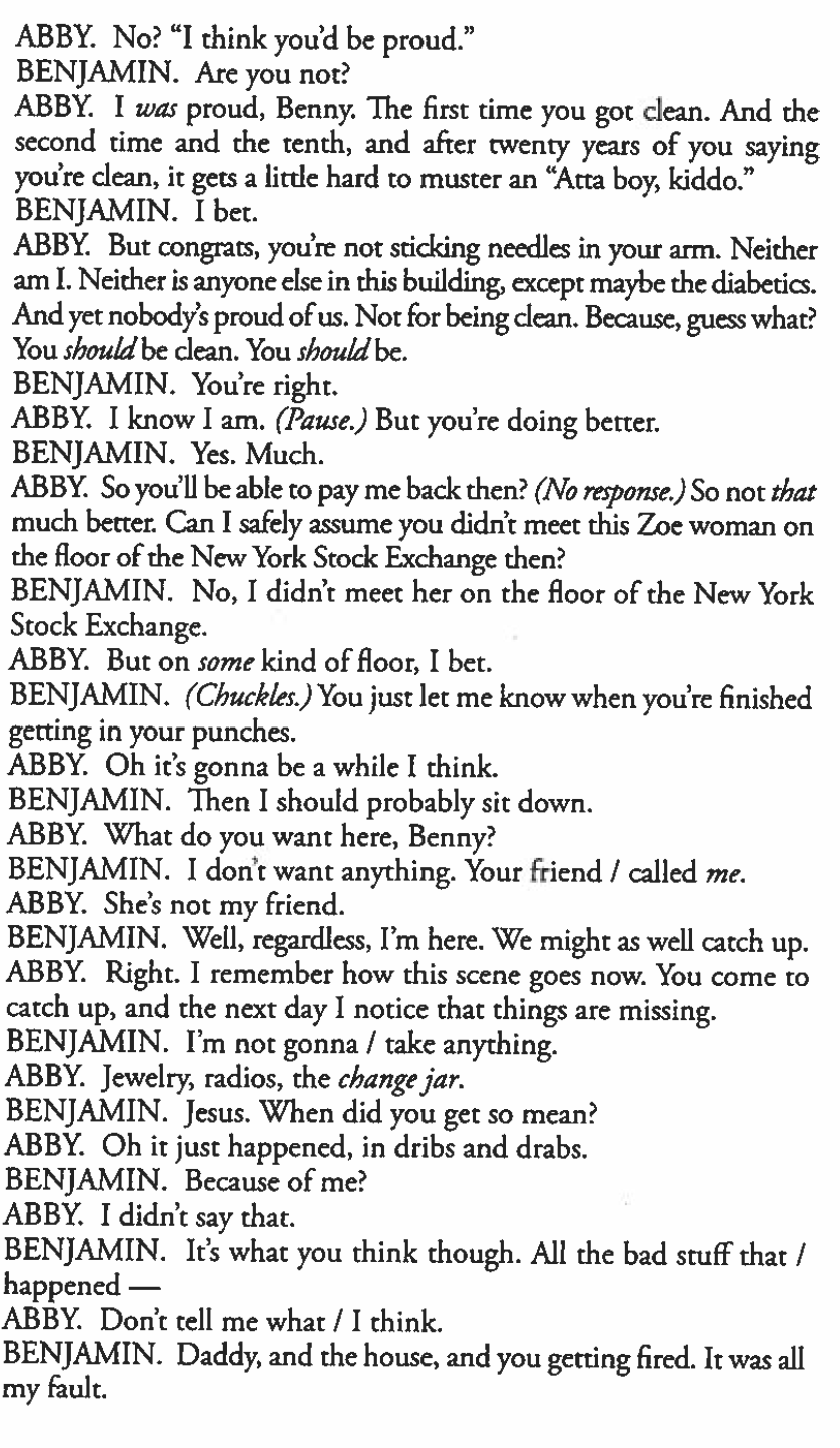 ABBY. No? “I think you’d be proud.”
BENJAMIN. Are you not?
ABBY. I was proud, Benny. The first time you got clean. And the
second time and the tenth, and after twenty years of you saying
you’re clean, it gets a little hard to muster an “Atta boy, kiddo.”
BENJAMIN. I bet.
ABBY. But congrats, you’re not sticking needles in your arm. Neither
am I. Neither is anyone else in this building, except maybe the diabetics.
And yet nobody’s proud of us. Not for being clean. Because, guess what?
You should be clean. You should be.
BENJAMIN. You’re right.
ABBY. I know I am. (Pause.) But you’re doing better.
BENJAMIN. Yes. Much.
ABBY. So you’ll be able to pay me back then? (No response.) So not that
much better. Can I safely assume you didn’t meet this Zoe woman on
the floor of the New York Stock Exchange then?
BENJAMIN. No, I didn’t meet her on the floor of the New York
Stock Exchange.
ABBY. But on some kind of floor, I bet.
BENJAMIN. (Chuckles.) You just let me know when you’re finished
getting in your punches.
ABBY. Oh it’s gonna be a while I think.
BENJAMIN. Then I should probably sit down.
ABBY. What do you want here, Benny?
BENJAMIN. I don’t want anything. Your friend / called me.
ABBY. She’s not my friend.
BENJAMIN. Well, regardless, I’m here. We might as well catch up.
ABBY. Right. I remember how this scene goes now. You come to
catch up, and the next day I notice that things are missing.
BENJAMIN. I’m not gonna / take anything.
ABBY. Jewelry, radios, the change jar.
BENJAMIN. Jesus. When did you get so mean?
ABBY. Oh it just happened, in dribs and drabs.
BENJAMIN. Because of me?
ABBY. I didn’t say that.
BENJAMIN. It’s what you think though. All the bad stuff that /
happened —
ABBY. Don’t tell me what / I think.
BENJAMIN. Daddy, and the house, and you getting fired. It was all
my fault.